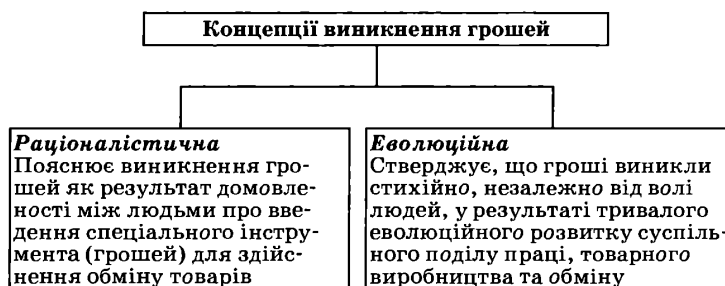 Концепції виникнення грошей
Раціоналістична
Пояснює виникнення гро-
шей як результат домовле-
ності між людьми про вве-
дення спеціального інстру-
мента (грошей) для здійс-
нення обміну товарів
Еволюційна
Стверджує, що гроші виникли
стихійно, незалежно від волі
людей, у результаті тривалого
еволюційного розвитку суспіль-
ного поділу праці, товарного
виробництва та обміну